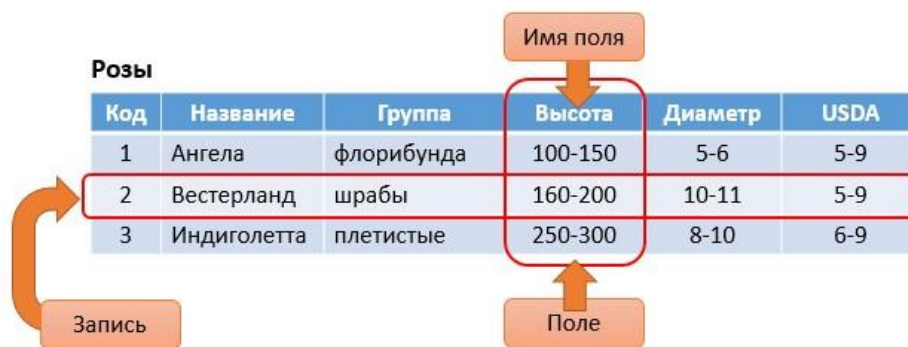 Имя поля
Розы
Код Название Группа Высота Диаметр USDA
1 Ангела флорибунда 100-150 5-6 5-9
2 Вестерланд шрабы 160-200 10-11 5-9
3 Индиголетта плетистые 250-300 8-10 6-9
Запись Поле